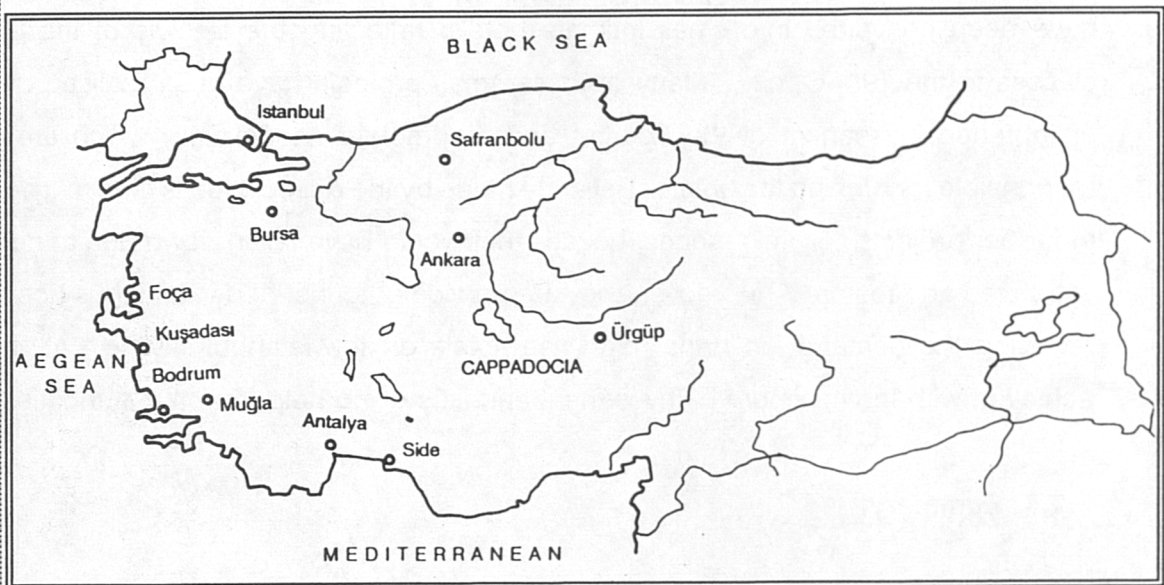 BLACK SEA
Istanbul
Safranbolu
Bursa
Ankara
Foça
Kuşadası
Ürgüp
AEGEAN
SEA
CAPPADOCIA
Bodrum
Muğla
Antalya
Side
MEDITERRANEAN